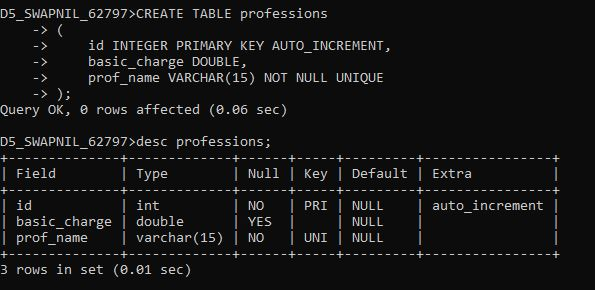 D5_SWAPNIL_62797>CREATE TABLE professions
    -> (
    ->     id INTEGER PRIMARY KEY AUTO_INCREMENT,
    ->     basic_charge DOUBLE,
    ->     prof_name VARCHAR(15) NOT NULL UNIQUE
    -> );
Query OK, 0 rows affected (0.06 sec)

D5_SWAPNIL_62797>desc professions;
+--------------+-------------+------+-----+---------+----------------+
| Field        | Type        | Null | Key | Default | Extra          |
+--------------+-------------+------+-----+---------+----------------+
| id           | int         | NO   | PRI | NULL    | auto_increment |
| basic_charge | double      | YES  |     | NULL    |                |
| prof_name    | varchar(15) | NO   | UNI | NULL    |                |
+--------------+-------------+------+-----+---------+----------------+
3 rows in set (0.01 sec)